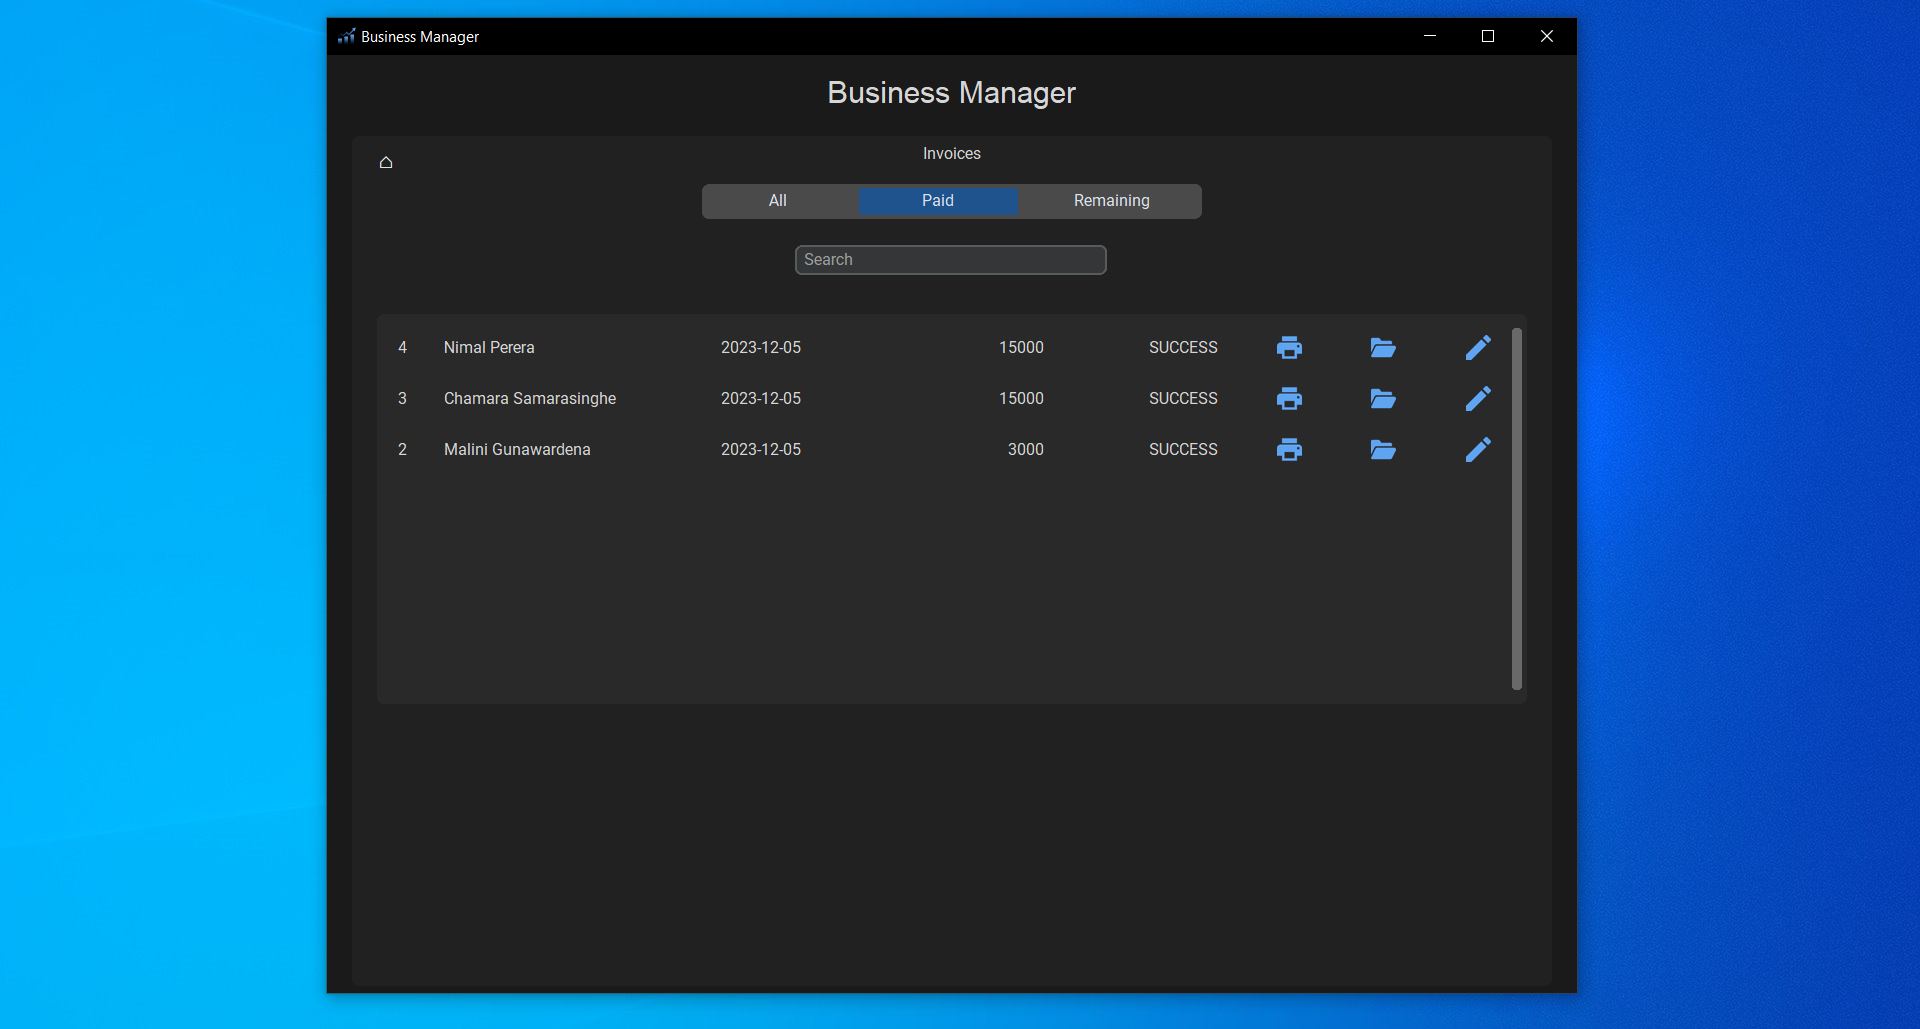 Business Manager
Business Manager
Invoices
All Paid Remaining
Search
4 Nimal Perera 2023-12-05 15000 SUCCESS
3 Chamara Samarasinghe 2023-12-05 15000 SUCCESS
2 Malini Gunawardena 2023-12-05 3000 SUCCESS